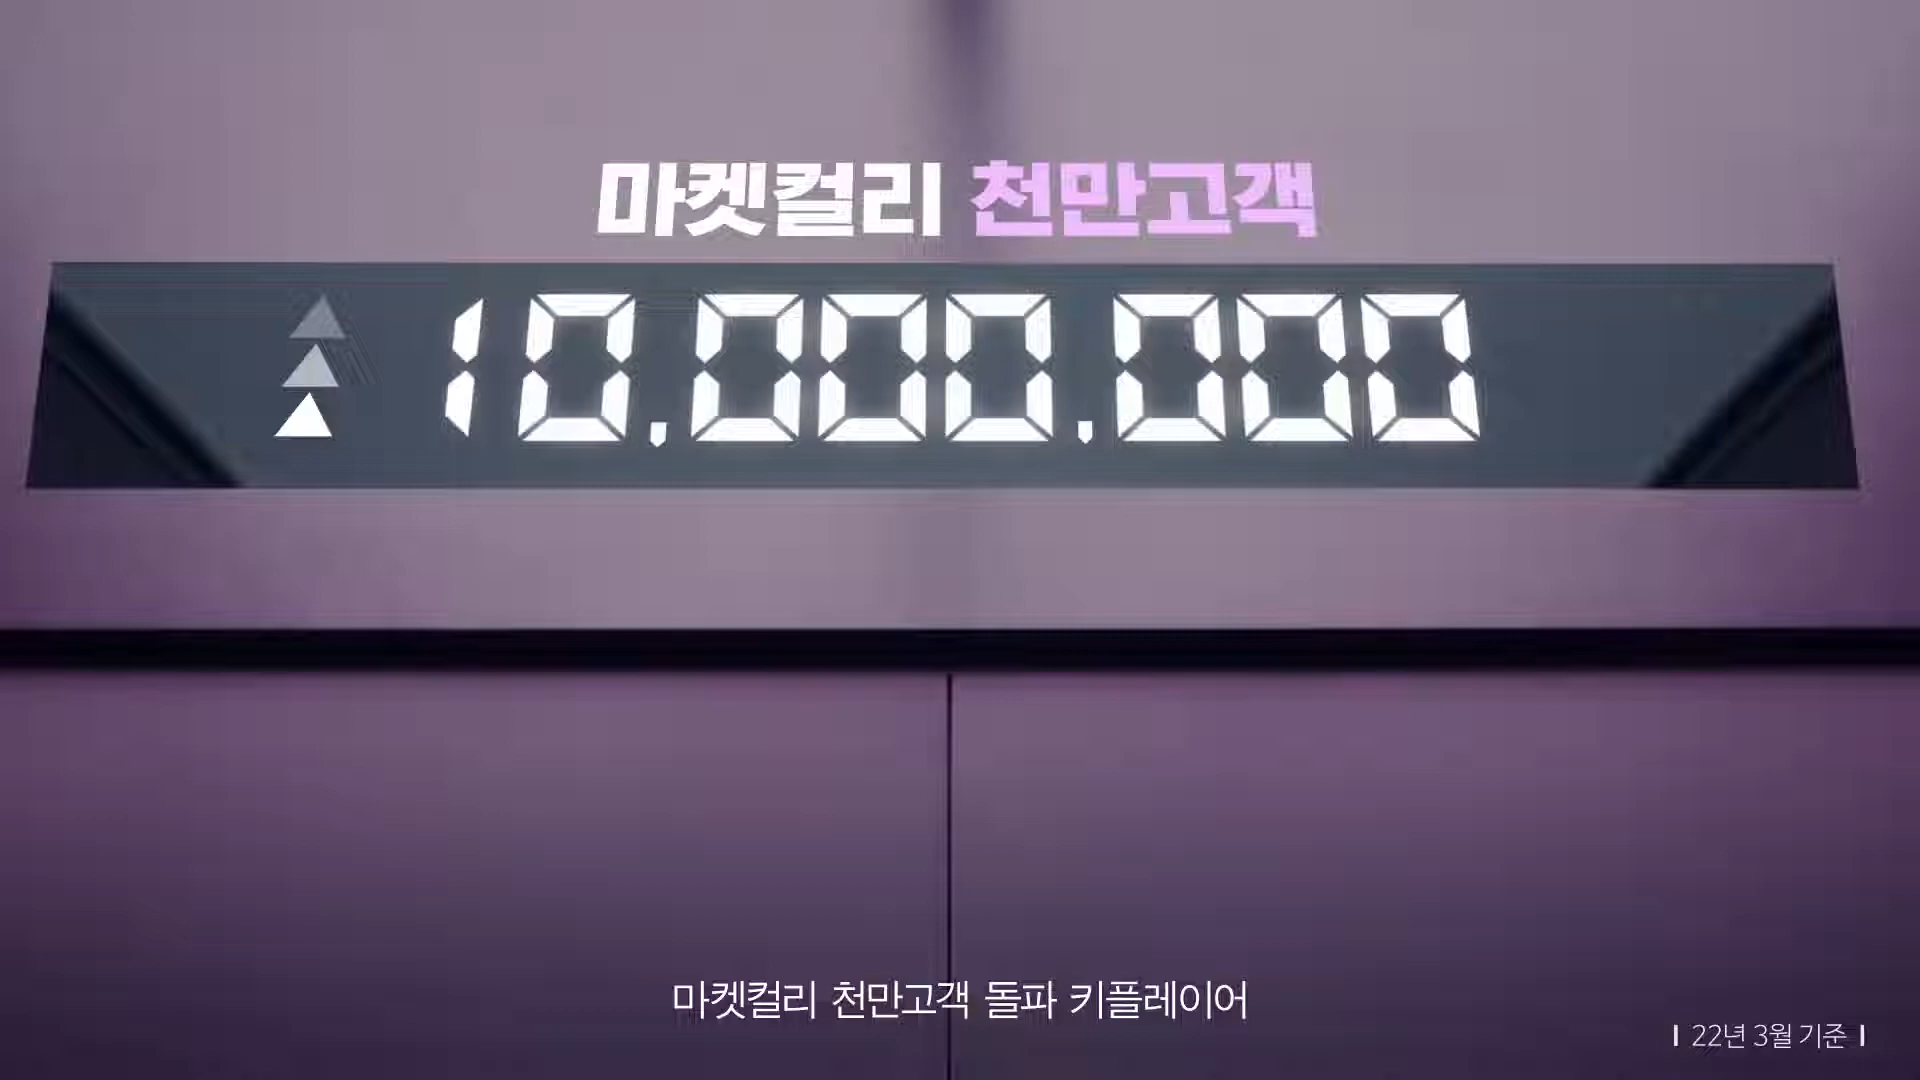 마켓컬리 천만고객
10,000,000
마켓컬리 천만고객 돌파 키플레이어
22년 3월 기준